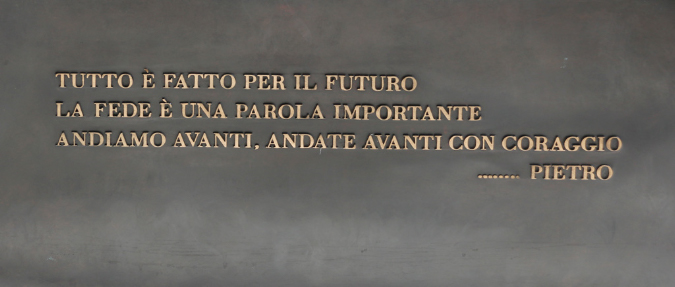 TUTTO È FATTO PER IL FUTURO
LA FEDE È UNA PAROLA IMPORTANTE
ANDIAMO AVANTI, ANDATE AVANTI CON CORAGGIO
........ PIETRO